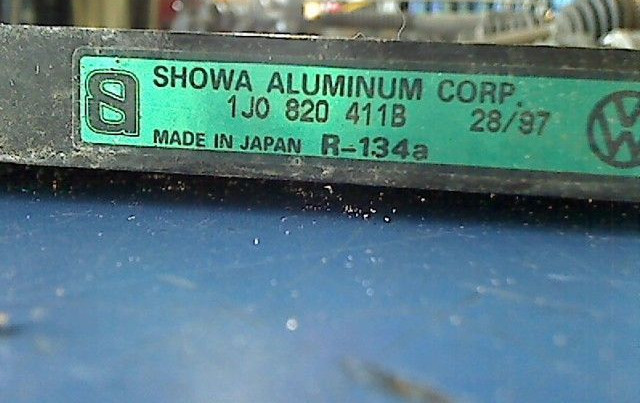 SHOWA ALUMINUM CORP.
1J0 820 411B 28/97
MADE IN JAPAN R-134a